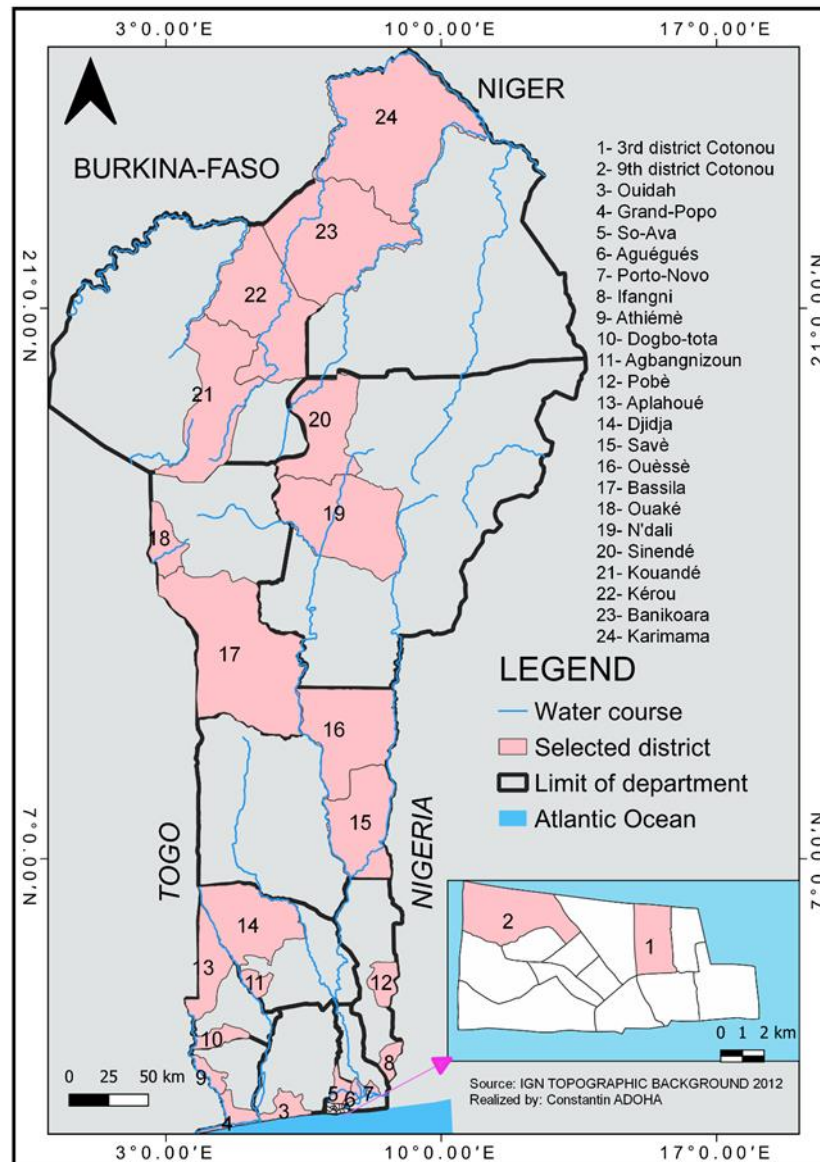 3°0.00′E 10°0.00′E 17°0.00′E
NIGER
24
BURKINA-FASO
1- 3rd district Cotonou
2- 9th district Cotonou
3- Ouidah
4- Grand-Popo
5- So-Ava
6- Aguégués
7- Porto-Novo
8- Ifangni
9- Athiémè
10- Dogbo-tota
11- Agbangnizoun
12- Pobè
13- Aplahoué
14- Djidja
15- Savè
16- Ouèssè
17- Bassila
18- Ouaké
19- N'dali
20- Sinendé
21- Kouandé
22- Kérou
23- Banikoara
24- Karimama
23
22
21°0.00′N 21°0.00′N
21
20
19
18
17
LEGEND
Water course
Selected district
Limit of department
Atlantic Ocean
16
15
TOGO
NIGERIA
7°0.00′N 7°0.00′N
14
13
11
12
10
9
8
7
5
6
3
4
2
1
0 1 2 km
0 50 km
Source: IGN TOPOGRAPHIC BACKGROUND 2012
Realized by: Constantin ADOHA
3°0.00′E 10°0.00′E 17°0.00′E